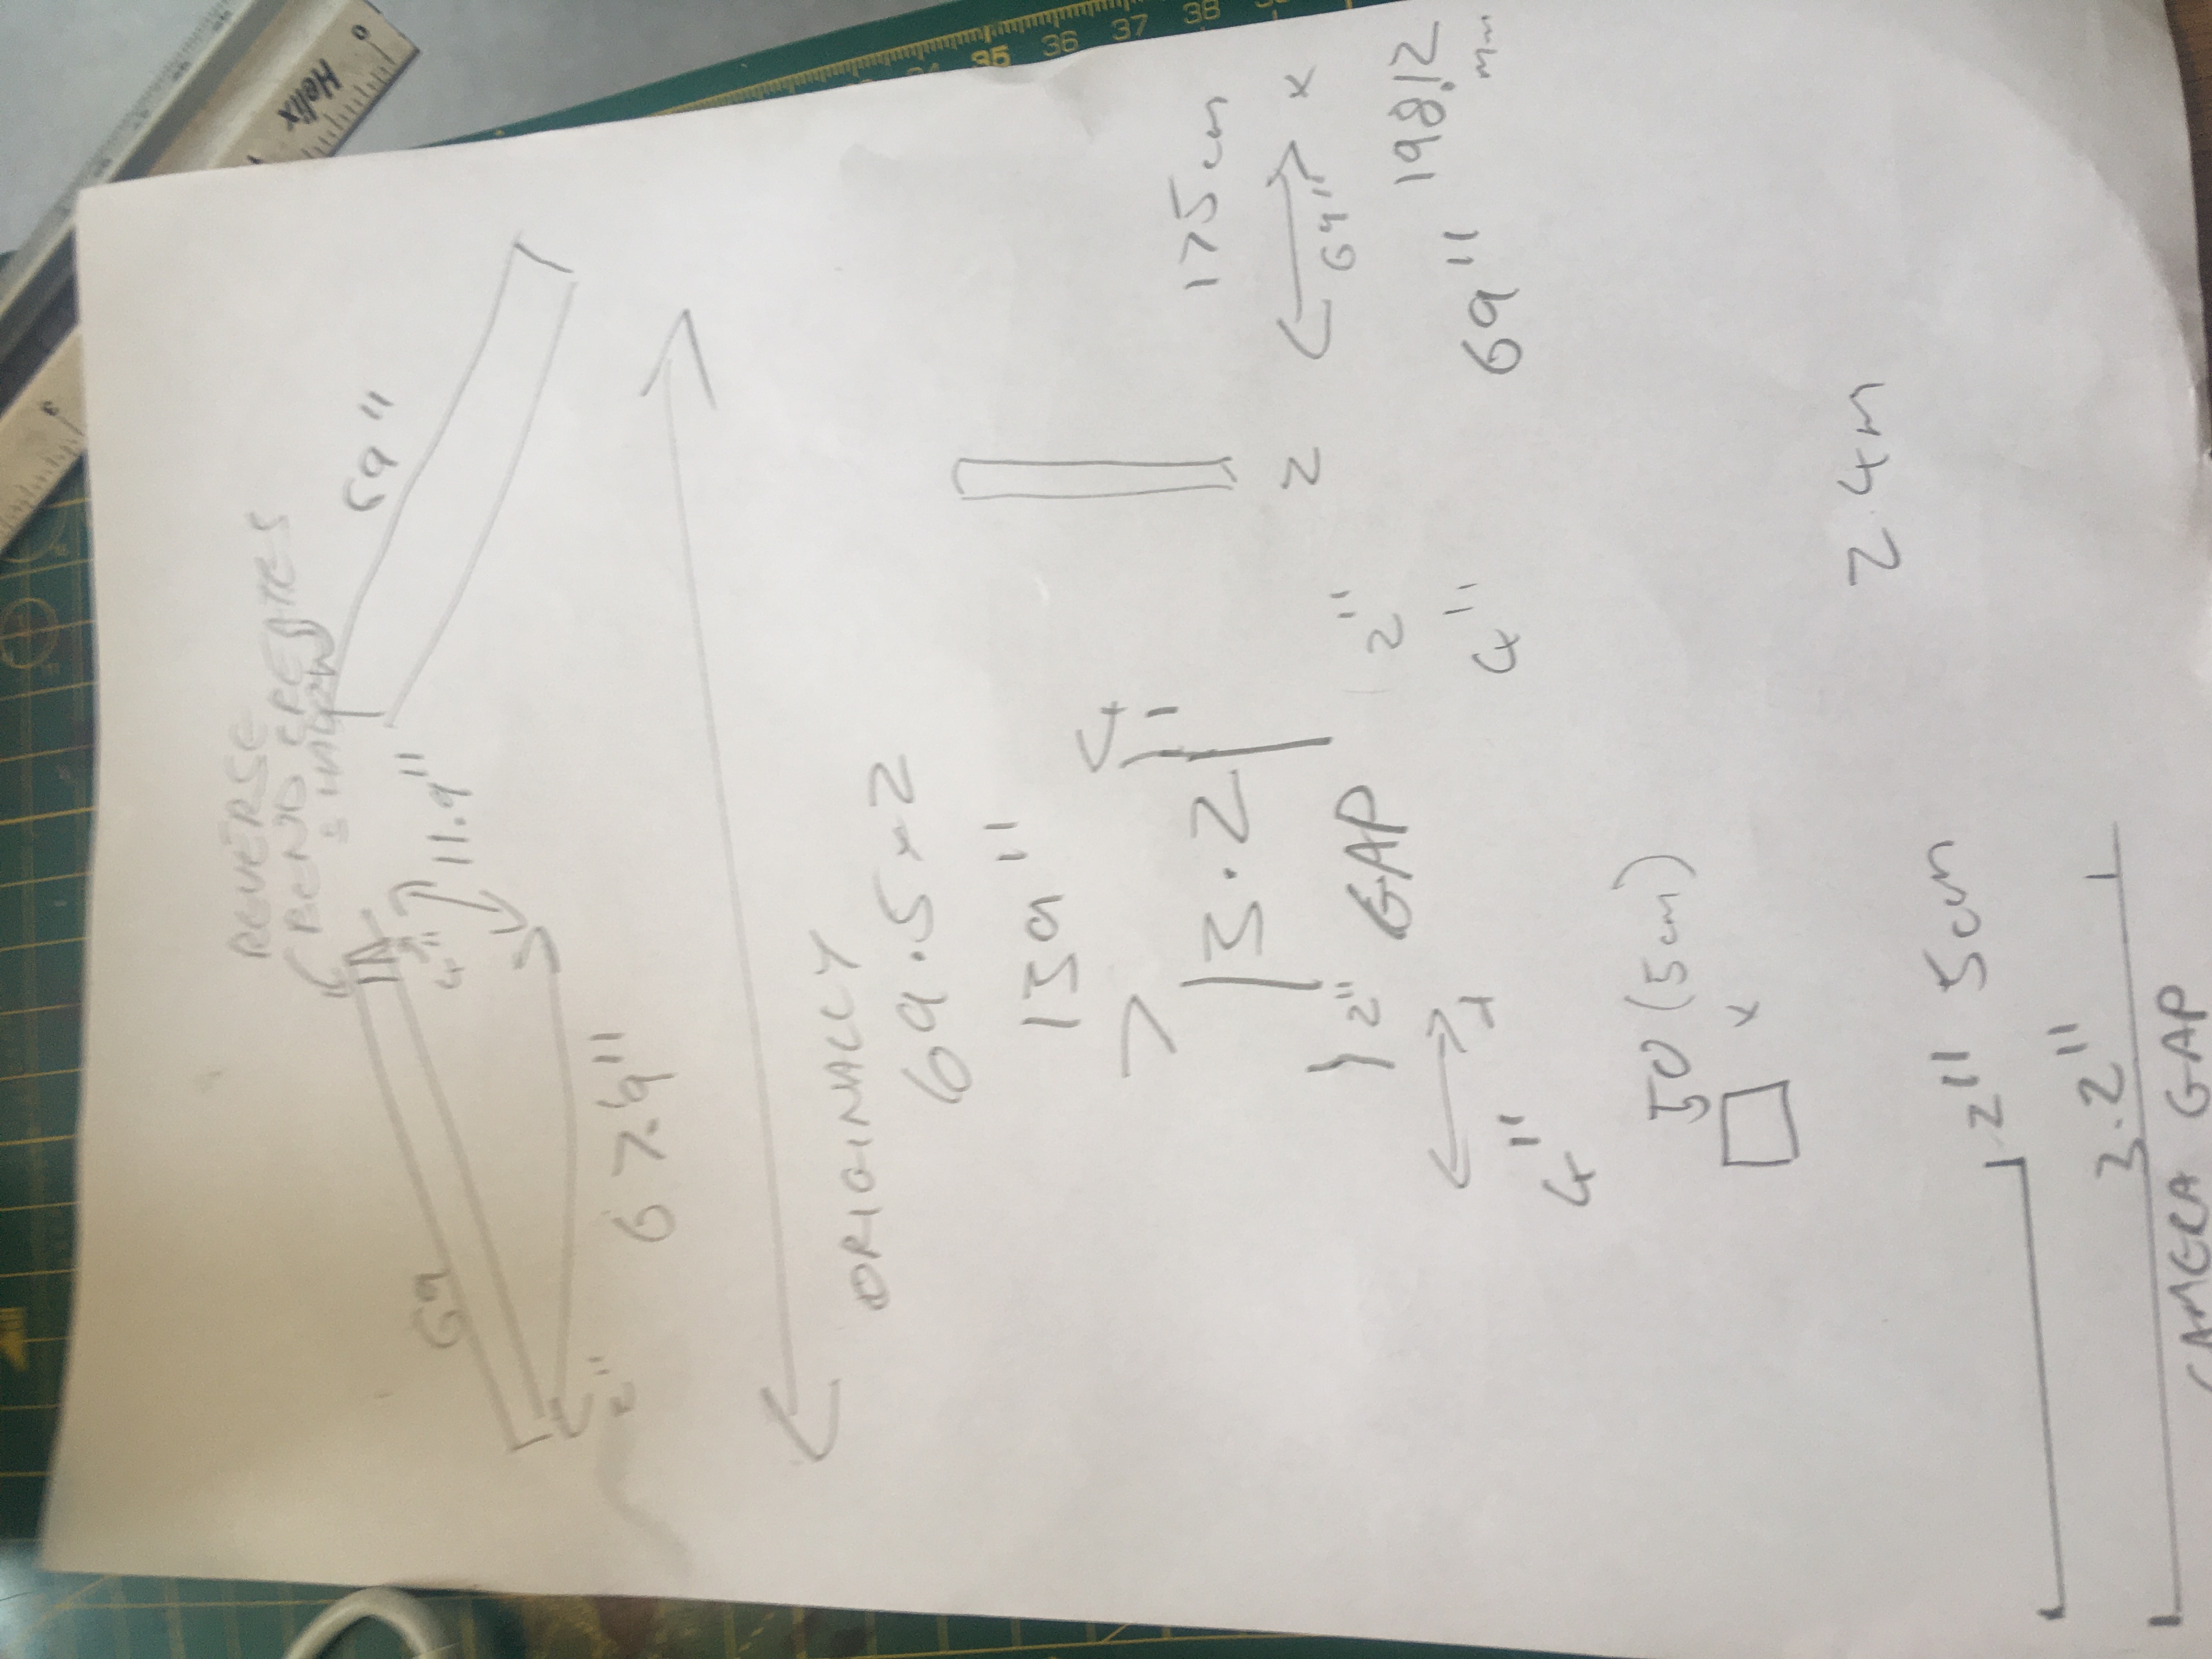 REVERSE
BEND CREATES
SHADOW
69
69"
4"
11.9"
2"
67.9"
ORIGINALLY
69.5 x 2
139"
3.2
175cm
2
x
69"
2"
GAP
2"
198.12
mm
4"
69"
4"
50 (5cm)
x
2.4m
2" 5cm
3.2"
CAMERA GAP
Helix
0
35
36
37
38